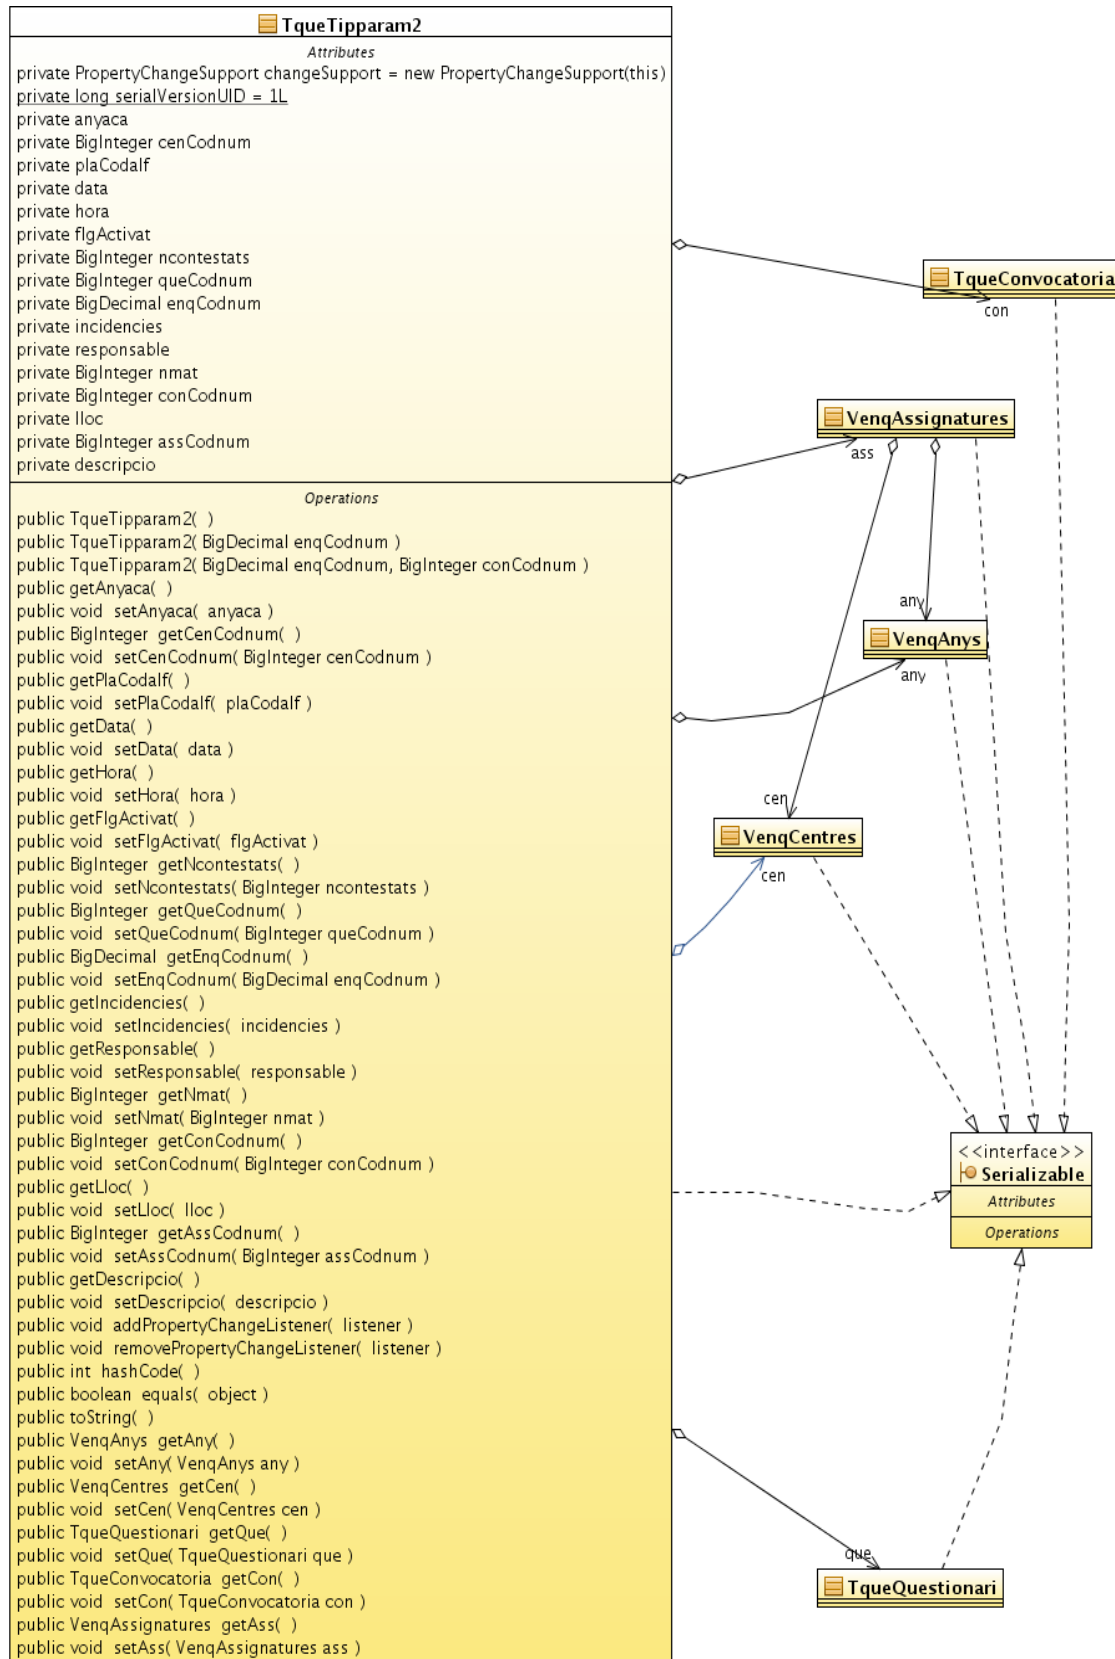 TqueTipparam2
Attributes
private PropertyChangeSupport changeSupport = new PropertyChangeSupport(this)
private long serialVersionUID = 1L
private anyaca
private BigInteger cenCodnum
private plaCodalf
private data
private hora
private flgActivat
private BigInteger ncontestats
private BigInteger queCodnum
private BigDecimal enqCodnum
private incidencies
private responsable
private BigInteger nmat
private BigInteger conCodnum
private lloc
private BigInteger assCodnum
private descripcio
Operations
public TqueTipparam2( )
public TqueTipparam2( BigDecimal enqCodnum )
public TqueTipparam2( BigDecimal enqCodnum, BigInteger conCodnum )
public getAnyaca( )
public void setAnyaca( anyaca )
public BigInteger getCenCodnum( )
public void setCenCodnum( BigInteger cenCodnum )
public getPlaCodalf( )
public void setPlaCodalf( plaCodalf )
public getData( )
public void setData( data )
public getHora( )
public void setHora( hora )
public getFlgActivat( )
public void setFlgActivat( flgActivat )
public BigInteger getNcontestats( )
public void setNcontestats( BigInteger ncontestats )
public BigInteger getQueCodnum( )
public void setQueCodnum( BigInteger queCodnum )
public BigDecimal getEnqCodnum( )
public void setEnqCodnum( BigDecimal enqCodnum )
public getIncidencies( )
public void setIncidencies( incidencies )
public getResponsable( )
public void setResponsable( responsable )
public BigInteger getNmat( )
public void setNmat( BigInteger nmat )
public BigInteger getConCodnum( )
public void setConCodnum( BigInteger conCodnum )
public getLloc( )
public void setLloc( lloc )
public BigInteger getAssCodnum( )
public void setAssCodnum( BigInteger assCodnum )
public getDescripcio( )
public void setDescripcio( descripcio )
public void addPropertyChangeListener( listener )
public void removePropertyChangeListener( listener )
public int hashCode( )
public boolean equals( object )
public toString( )
public VenqAnys getAny( )
public void setAny( VenqAnys any )
public VenqCentres getCen( )
public void setCen( VenqCentres cen )
public TqueQuestionari getQue( )
public void setQue( TqueQuestionari que )
public TqueConvocatoria getCon( )
public void setCon( TqueConvocatoria con )
public VenqAssignatures getAss( )
public void setAss( VenqAssignatures ass )
TqueConvocatoria
con
VenqAssignatures
ass
any
VenqAnys
any
cen
VenqCentres
cen
<<interface>>
Serializable
Attributes
Operations
que
TqueQuestionari